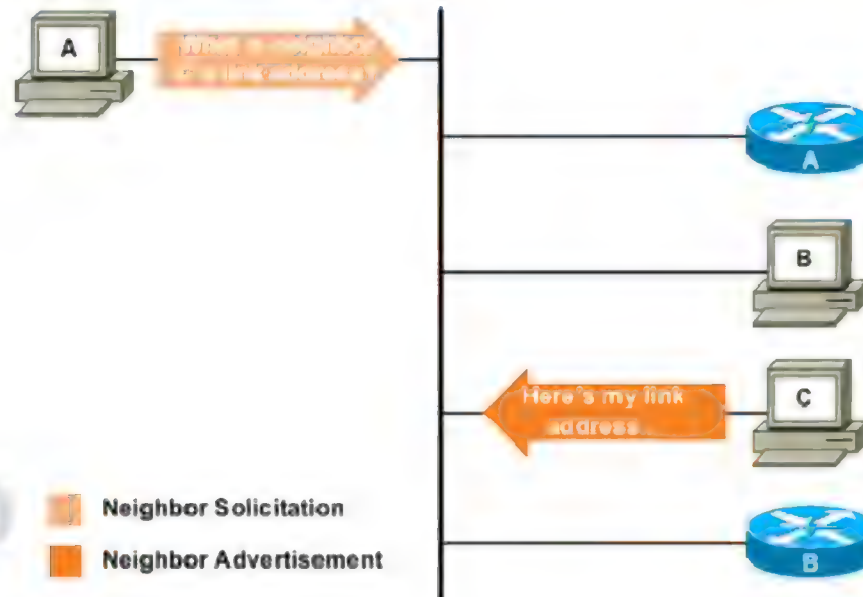 A
A
B
Here's my link
address
C
Neighbor Solicitation
Neighbor Advertisement
B